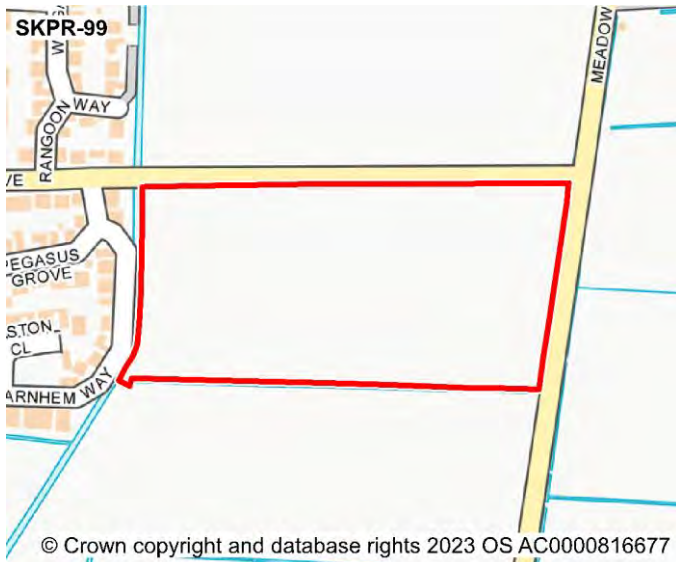 SKPR-99
MEADOW
RANGOON WAY
VE
PEGASUS
GROVE
ASTON
CL
ARNHEM WAY
© Crown copyright and database rights 2023 OS AC0000816677